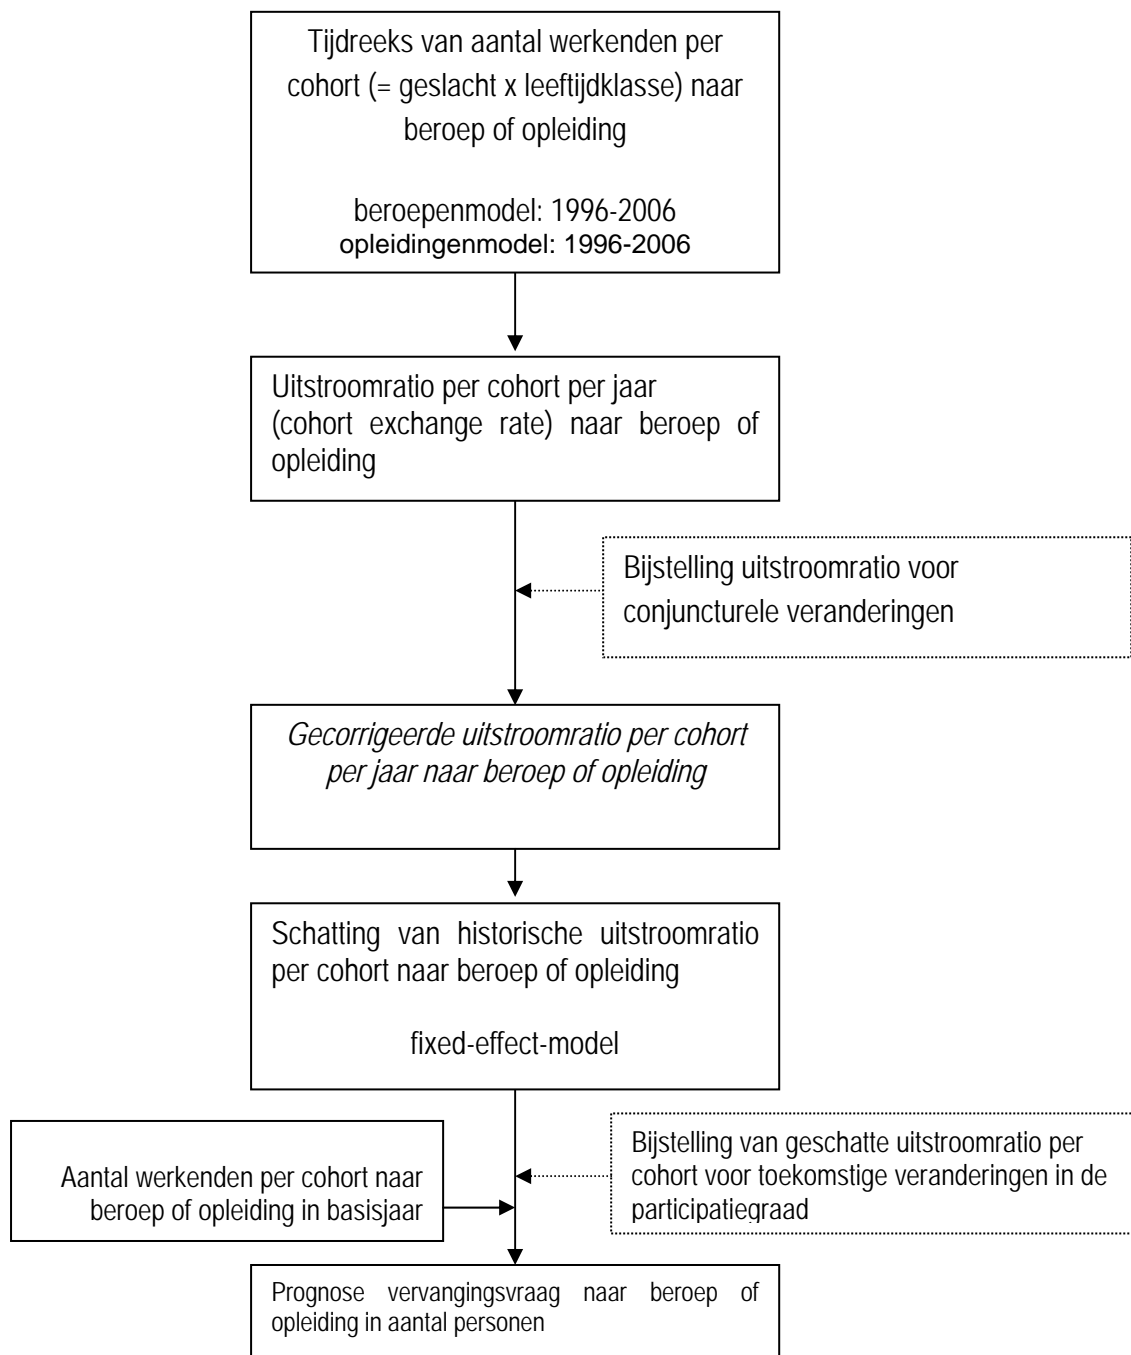 Tijdreeks van aantal werkenden per
cohort (= geslacht x leeftijdklasse) naar
beroep of opleiding
beroepenmodel: 1996-2006
opleidingenmodel: 1996-2006
Uitstroomratio per cohort per jaar
(cohort exchange rate) naar beroep of
opleiding
Bijstelling uitstroomratio voor
conjuncturele veranderingen
Gecorrigeerde uitstroomratio per cohort
per jaar naar beroep of opleiding
Schatting van historische uitstroomratio
per cohort naar beroep of opleiding
fixed-effect-model
Aantal werkenden per cohort naar
beroep of opleiding in basisjaar
Bijstelling van geschatte uitstroomratio per
cohort voor toekomstige veranderingen in de
participatiegraad
Prognose vervangingsvraag naar beroep of
opleiding in aantal personen